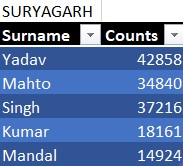 SURYAGARH
Surname Counts
Yadav 42858
Mahto 34840
Singh 37216
Kumar 18161
Mandal 14924